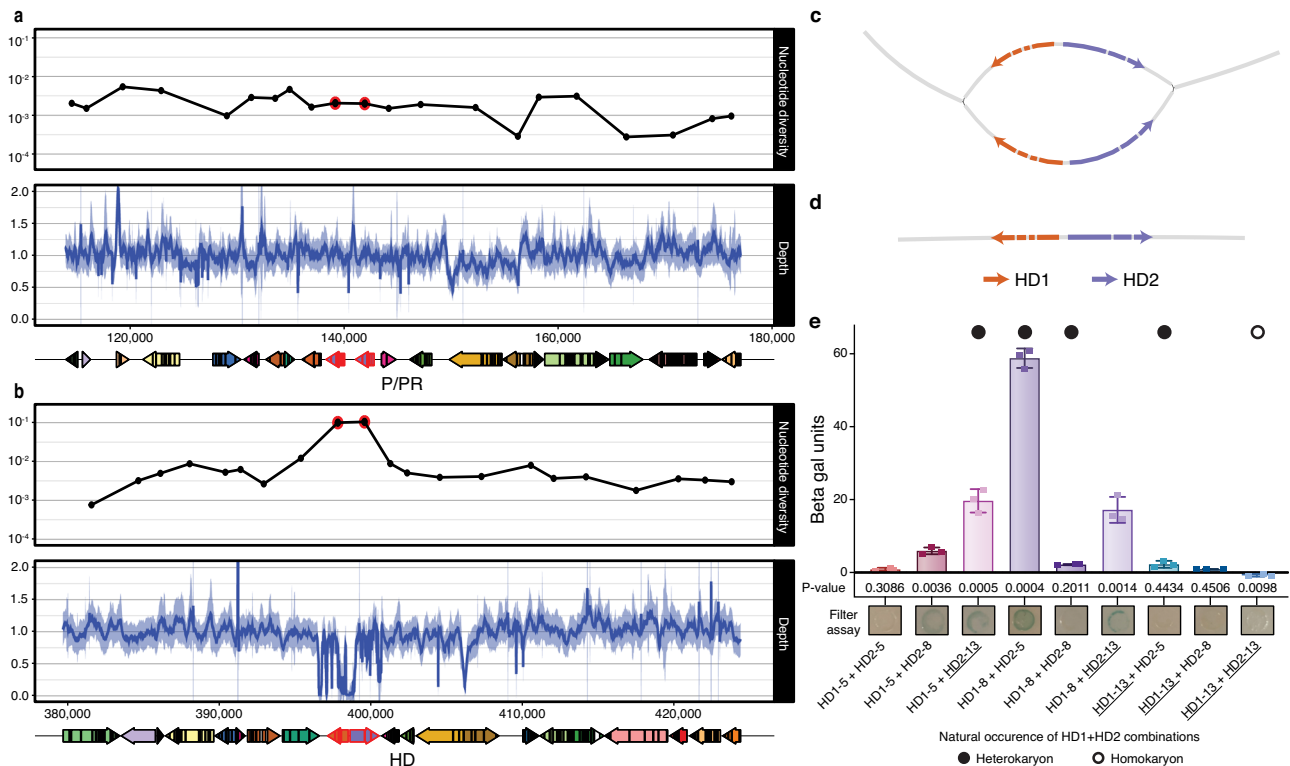 a
10-1
10-2
10-3
10-4
Nucleotide diversity
2.0
1.5
1.0
0.5
0.0
Depth
120,000 140,000 160,000 180,000
P/PR
b
10-1
10-2
10-3
10-4
Nucleotide diversity
2.0
1.5
1.0
0.5
0.0
Depth
380,000 390,000 400,000 410,000 420,000
HD
c
d
HD1 HD2
e
60
40
20
0
Beta gal units
P-value 0.3086 0.0036 0.0005 0.0004 0.2011 0.0014 0.4434 0.4506 0.0098
Filter
assay
HD1-5 + HD2-5
HD1-5 + HD2-8
HD1-5 + HD2-13
HD1-8 + HD2-5
HD1-8 + HD2-8
HD1-8 + HD2-13
HD1-13 + HD2-5
HD1-13 + HD2-8
HD1-13 + HD2-13
Natural occurence of HD1+HD2 combinations
Heterokaryon Homokaryon